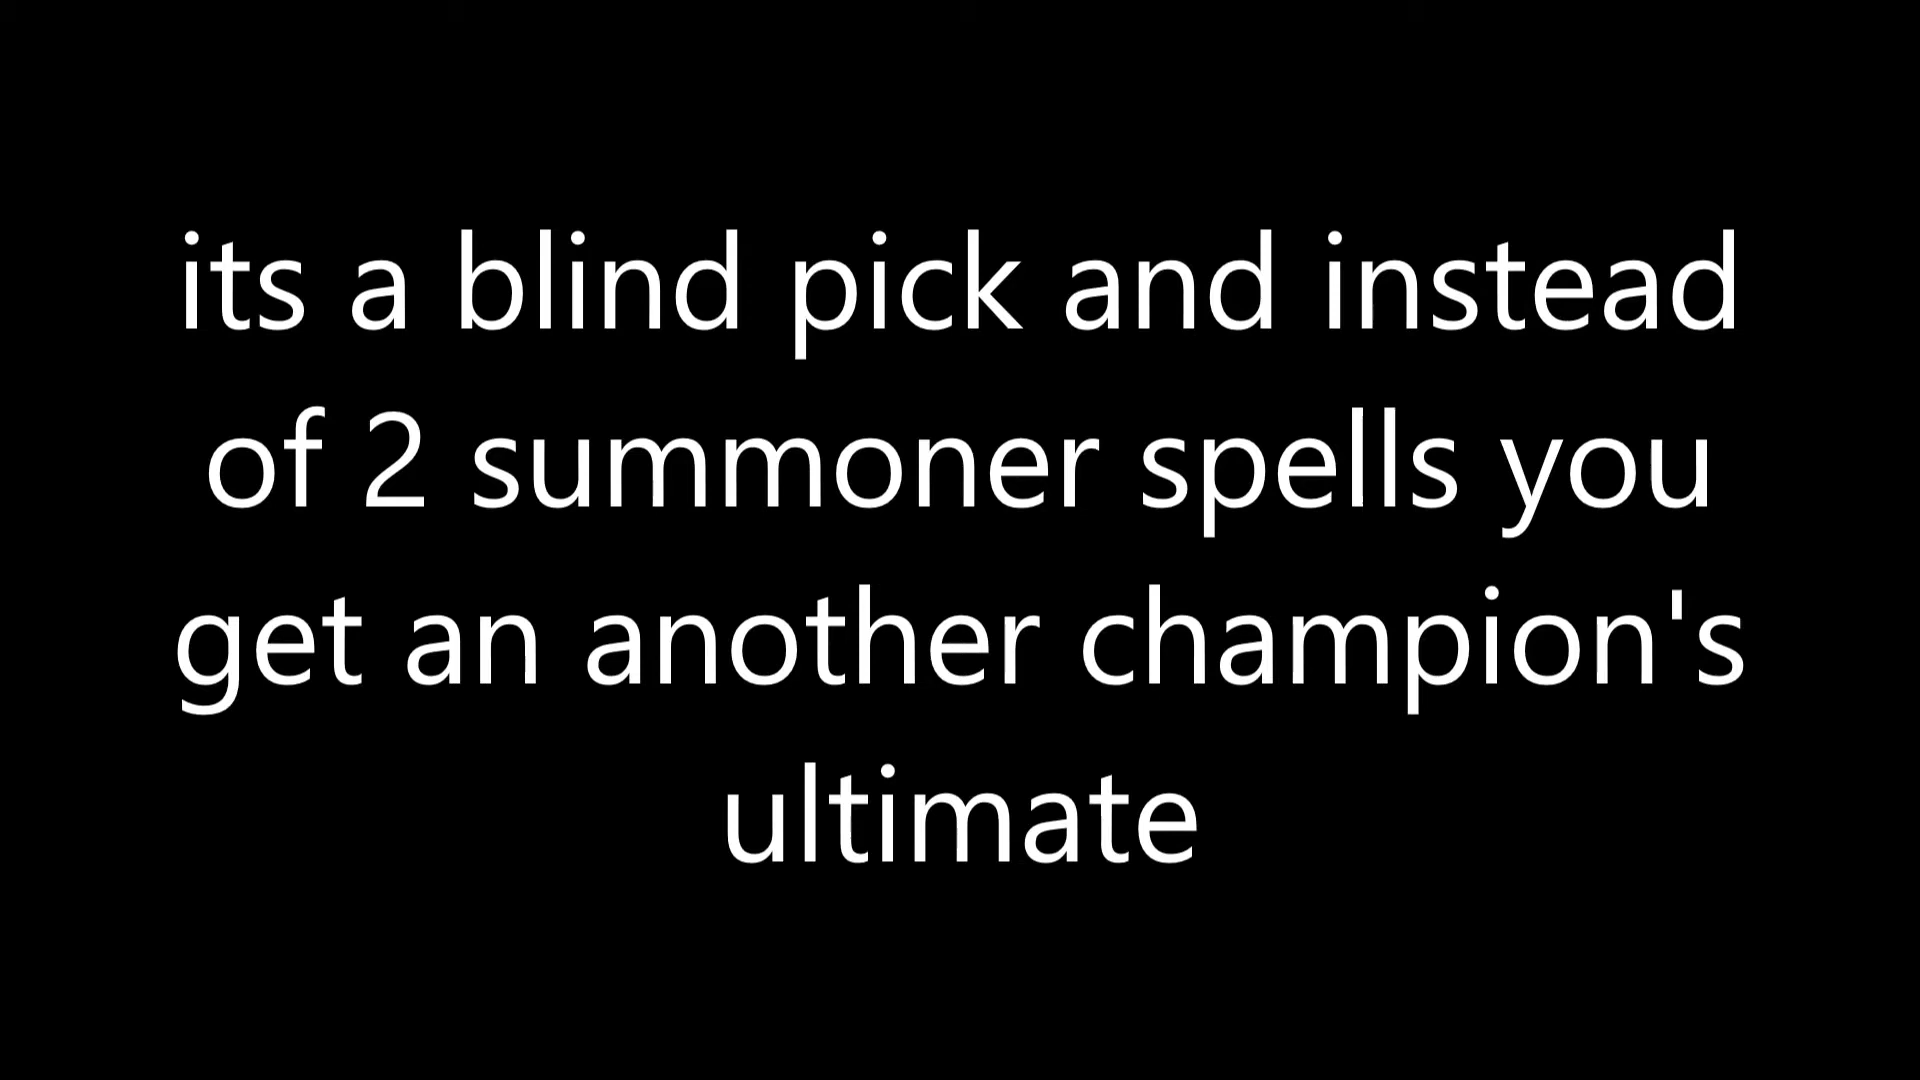 its a blind pick and instead
of 2 summoner spells you
get an another champion's
ultimate